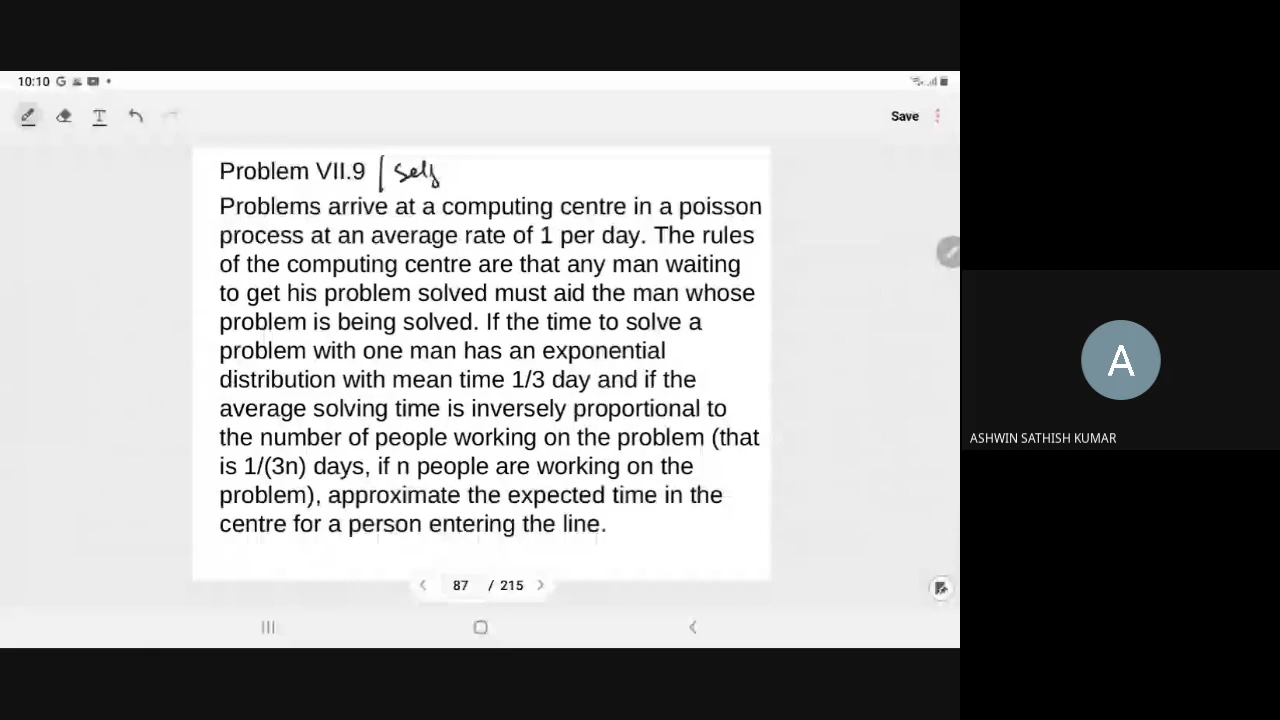 10:10 G
T
Save
Problem VII.9 | Self
Problems arrive at a computing centre in a poisson
process at an average rate of 1 per day. The rules
of the computing centre are that any man waiting
to get his problem solved must aid the man whose
problem is being solved. If the time to solve a
problem with one man has an exponential
distribution with mean time 1/3 day and if the
average solving time is inversely proportional to
the number of people working on the problem (that
is 1/(3n) days, if n people are working on the
problem), approximate the expected time in the
centre for a person entering the line.
87 / 215
A
ASHWIN SATHISH KUMAR